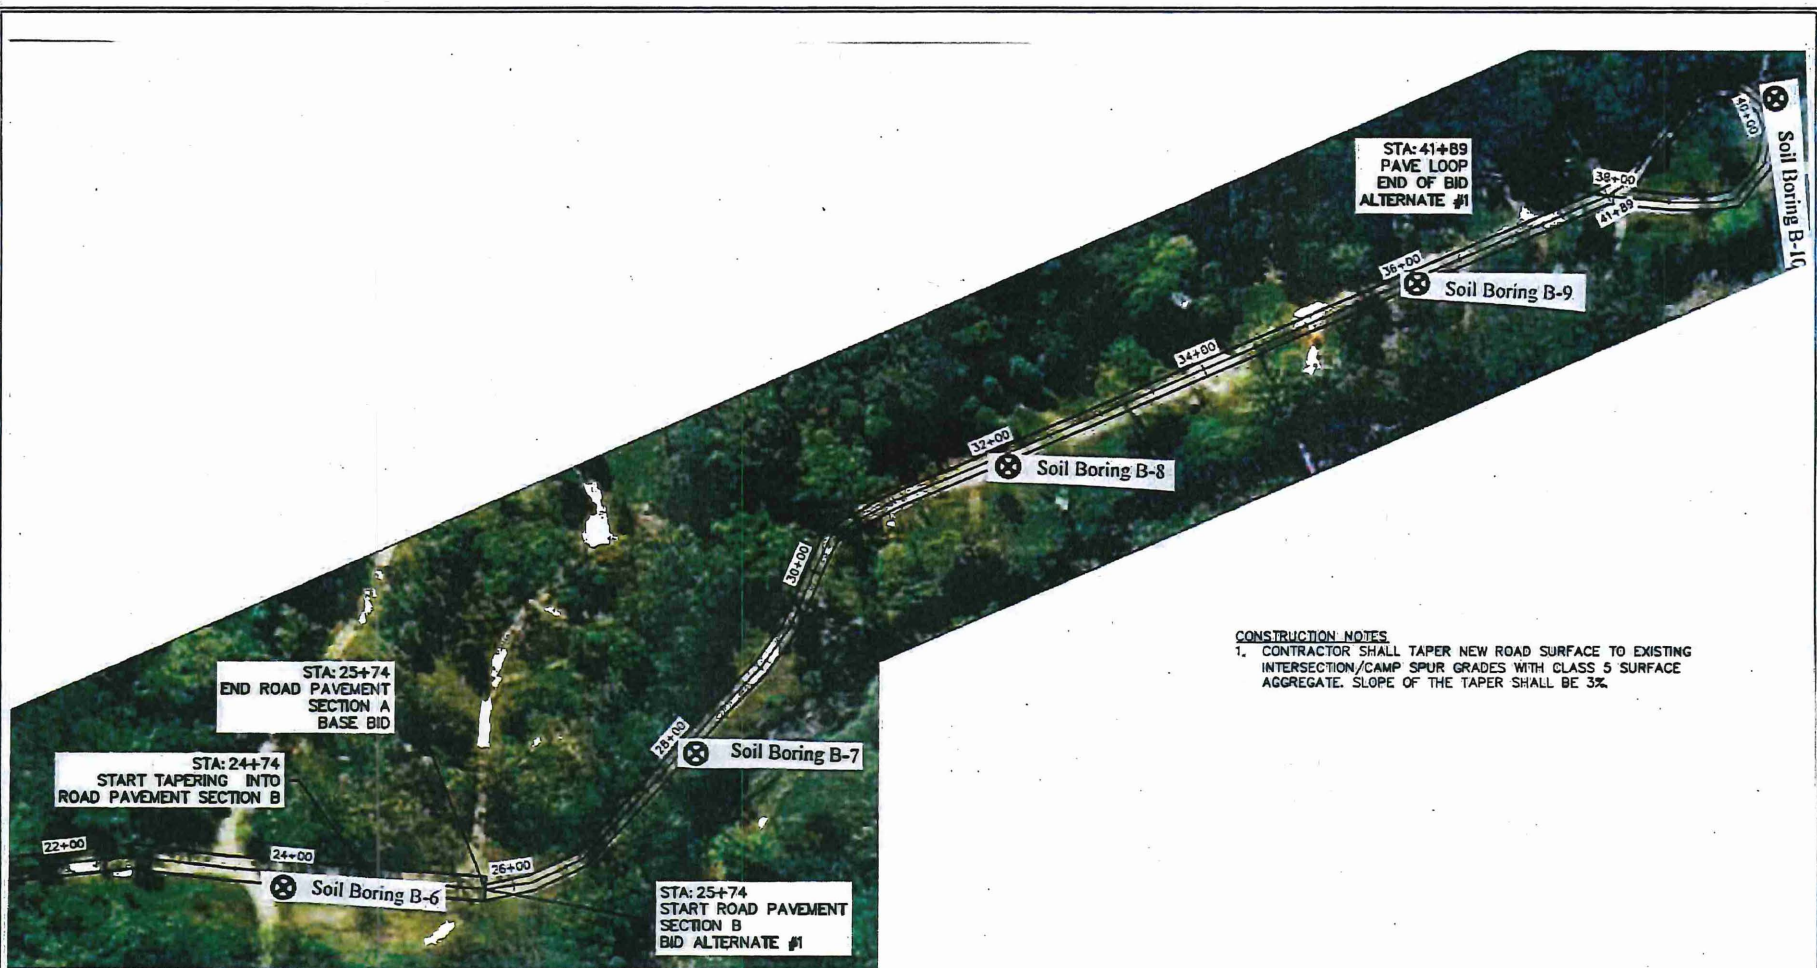 STA: 41+89
PAVE LOOP
END OF BID
ALTERNATE #1
40+00
Soil Boring B-10
38+00
41+89
36+00
Soil Boring B-9
34+00
32+00
Soil Boring B-8
30+00
CONSTRUCTION NOTES
1. CONTRACTOR SHALL TAPER NEW ROAD SURFACE TO EXISTING
INTERSECTION/CAMP SPUR GRADES WITH CLASS 5 SURFACE
AGGREGATE. SLOPE OF THE TAPER SHALL BE 3%.
STA: 25+74
END ROAD PAVEMENT
SECTION A
BASE BID
28+00
Soil Boring B-7
STA: 24+74
START TAPERING INTO
ROAD PAVEMENT SECTION B
22+00
24+00
26+00
Soil Boring B-6
STA: 25+74
START ROAD PAVEMENT
SECTION B
BID ALTERNATE #1